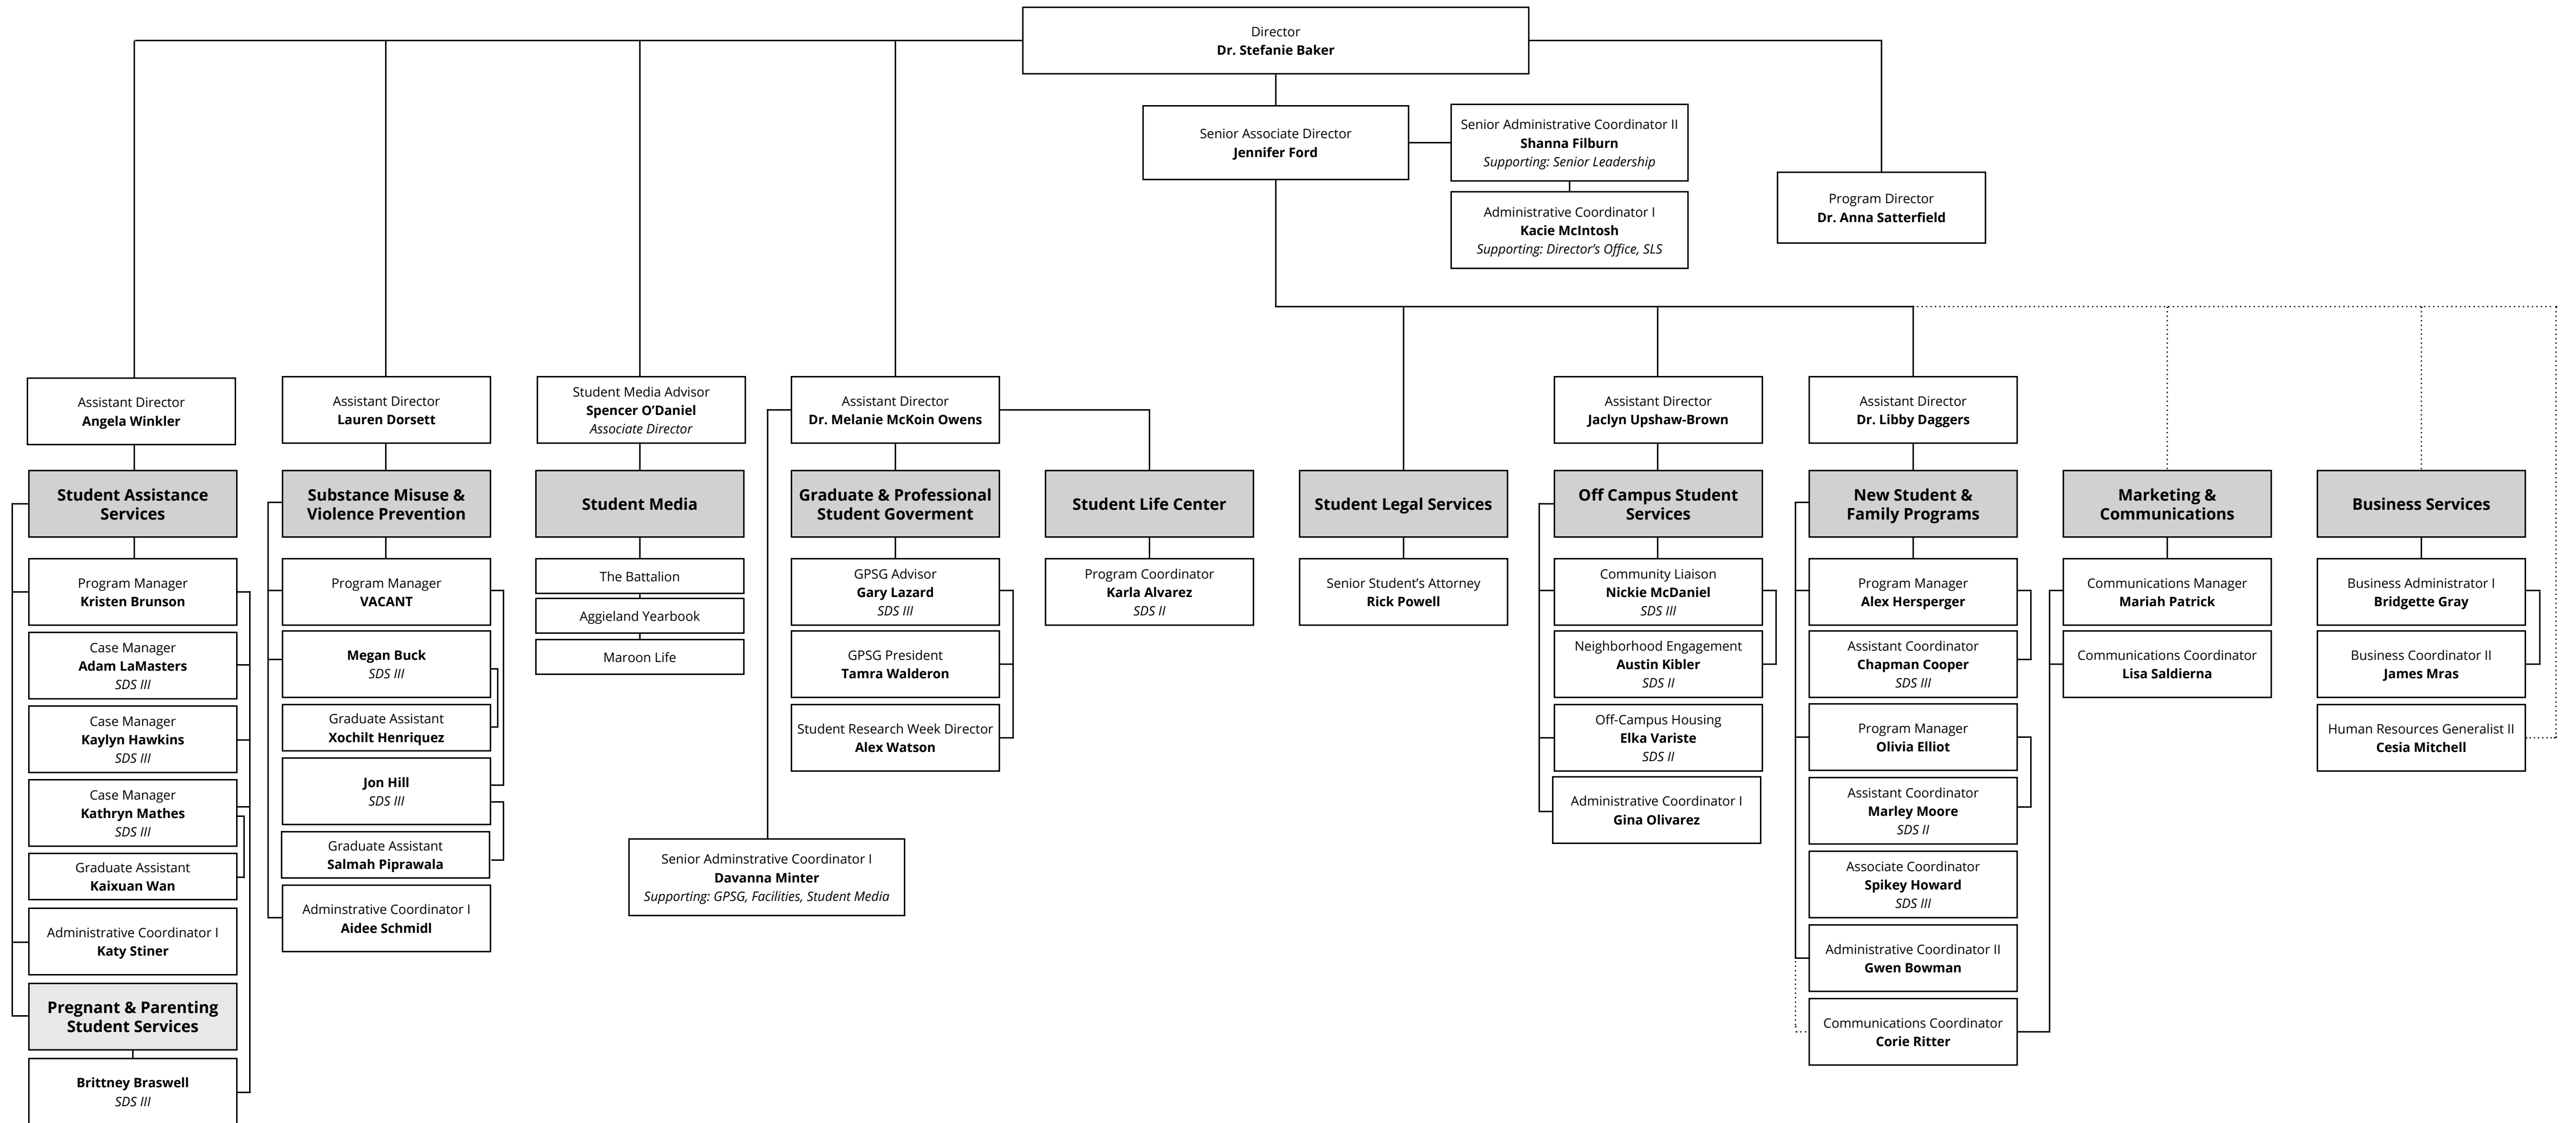 Director
Dr. Stefanie Baker
Senior Associate Director
Jennifer Ford
Senior Administrative Coordinator II
Shanna Filburn
Supporting: Senior Leadership
Administrative Coordinator I
Kacie McIntosh
Supporting: Director’s Office, SLS
Program Director
Dr. Anna Satterfield
Assistant Director
Angela Winkler
Student Assistance
Services
Program Manager
Kristen Brunson
Case Manager
Adam LaMasters
SDS III
Case Manager
Kaylyn Hawkins
SDS III
Case Manager
Kathryn Mathes
SDS III
Graduate Assistant
Kaixuan Wan
Administrative Coordinator I
Katy Stiner
Pregnant & Parenting
Student Services
Brittney Braswell
SDS III
Assistant Director
Lauren Dorsett
Substance Misuse &
Violence Prevention
Program Manager
VACANT
Megan Buck
SDS III
Graduate Assistant
Xochilt Henriquez
Jon Hill
SDS III
Graduate Assistant
Salmah Piprawala
Adminstrative Coordinator I
Aidee Schmidl
Student Media Advisor
Spencer O’Daniel
Associate Director
Student Media
The Battalion
Aggieland Yearbook
Maroon Life
Assistant Director
Dr. Melanie McKoin Owens
Graduate & Professional
Student Goverment
GPSG Advisor
Gary Lazard
SDS III
GPSG President
Tamra Walderon
Student Research Week Director
Alex Watson
Senior Adminstrative Coordinator I
Davanna Minter
Supporting: GPSG, Facilities, Student Media
Student Life Center
Program Coordinator
Karla Alvarez
SDS II
Student Legal Services
Senior Student’s Attorney
Rick Powell
Assistant Director
Jaclyn Upshaw-Brown
Off Campus Student
Services
Community Liaison
Nickie McDaniel
SDS III
Neighborhood Engagement
Austin Kibler
SDS II
Off-Campus Housing
Elka Variste
SDS II
Administrative Coordinator I
Gina Olivarez
Assistant Director
Dr. Libby Daggers
New Student &
Family Programs
Program Manager
Alex Hersperger
Assistant Coordinator
Chapman Cooper
SDS III
Program Manager
Olivia Elliot
Assistant Coordinator
Marley Moore
SDS II
Associate Coordinator
Spikey Howard
SDS III
Administrative Coordinator II
Gwen Bowman
Communications Coordinator
Corie Ritter
Marketing &
Communications
Communications Manager
Mariah Patrick
Communications Coordinator
Lisa Saldierna
Business Services
Business Administrator I
Bridgette Gray
Business Coordinator II
James Mras
Human Resources Generalist II
Cesia Mitchell